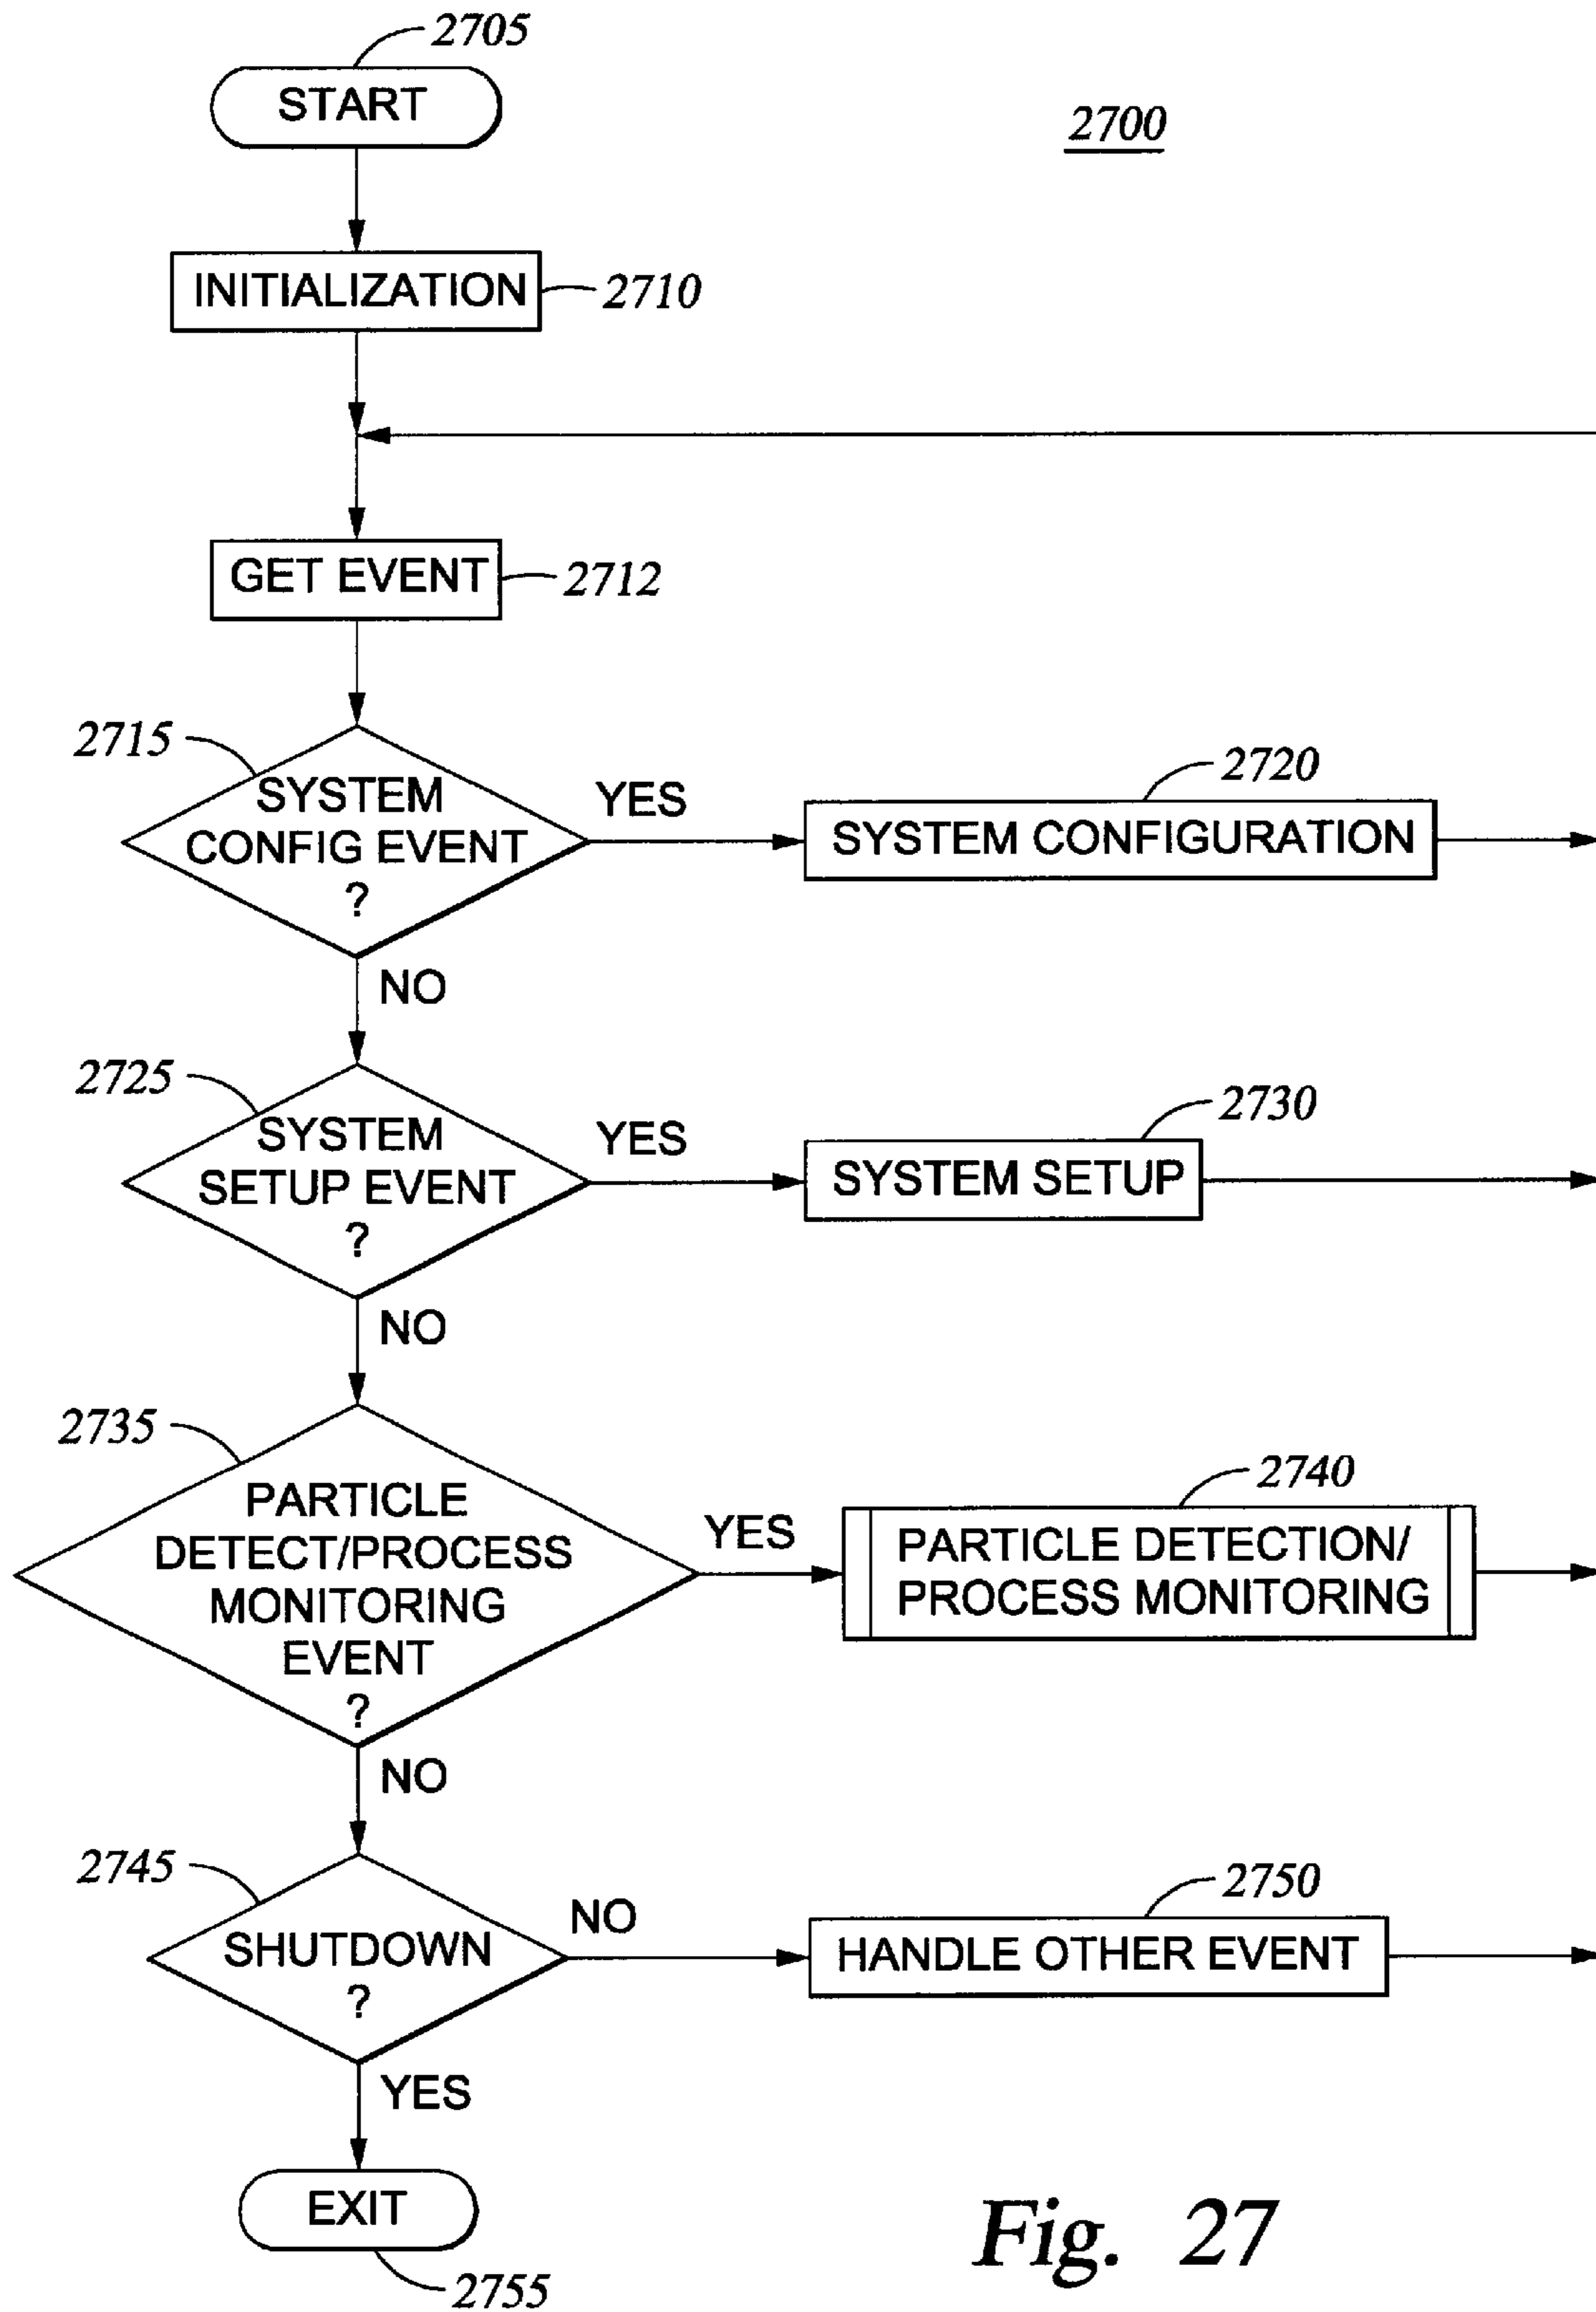 2705
START
2700
INITIALIZATION
2710
GET EVENT
2712
2715
SYSTEM
CONFIG EVENT
?
YES
2720
SYSTEM CONFIGURATION
NO
2725
SYSTEM
SETUP EVENT
?
YES
2730
SYSTEM SETUP
NO
2735
PARTICLE
DETECT/PROCESS
MONITORING
EVENT
?
YES
2740
PARTICLE DETECTION/
PROCESS MONITORING
NO
2745
SHUTDOWN
?
NO
2750
HANDLE OTHER EVENT
YES
EXIT
2755
Fig. 27